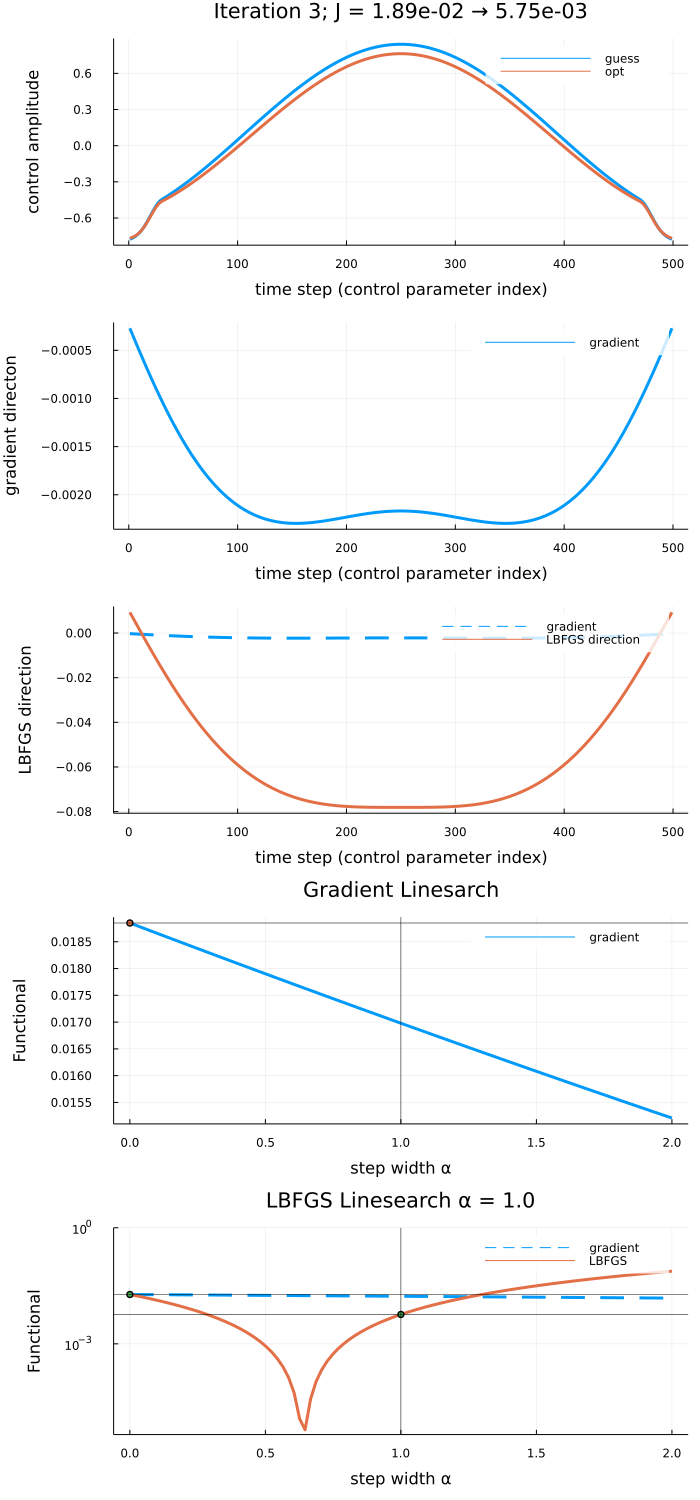 Iteration 3; J = 1.89e-02 → 5.75e-03
control amplitude
0.6
0.3
0.0
−0.3
−0.6
guess
opt
0 100 200 300 400 500
time step (control parameter index)
gradient directon
−0.0005
−0.0010
−0.0015
−0.0020
gradient
0 100 200 300 400 500
time step (control parameter index)
LBFGS direction
0.00
−0.02
−0.04
−0.06
−0.08
gradient
LBFGS direction
0 100 200 300 400 500
time step (control parameter index)
Gradient Linesarch
Functional
0.0185
0.0180
0.0175
0.0170
0.0165
0.0160
0.0155
gradient
0.0 0.5 1.0 1.5 2.0
step width α
LBFGS Linesearch α = 1.0
Functional
10⁰
10⁻³
gradient
LBFGS
0.0 0.5 1.0 1.5 2.0
step width α